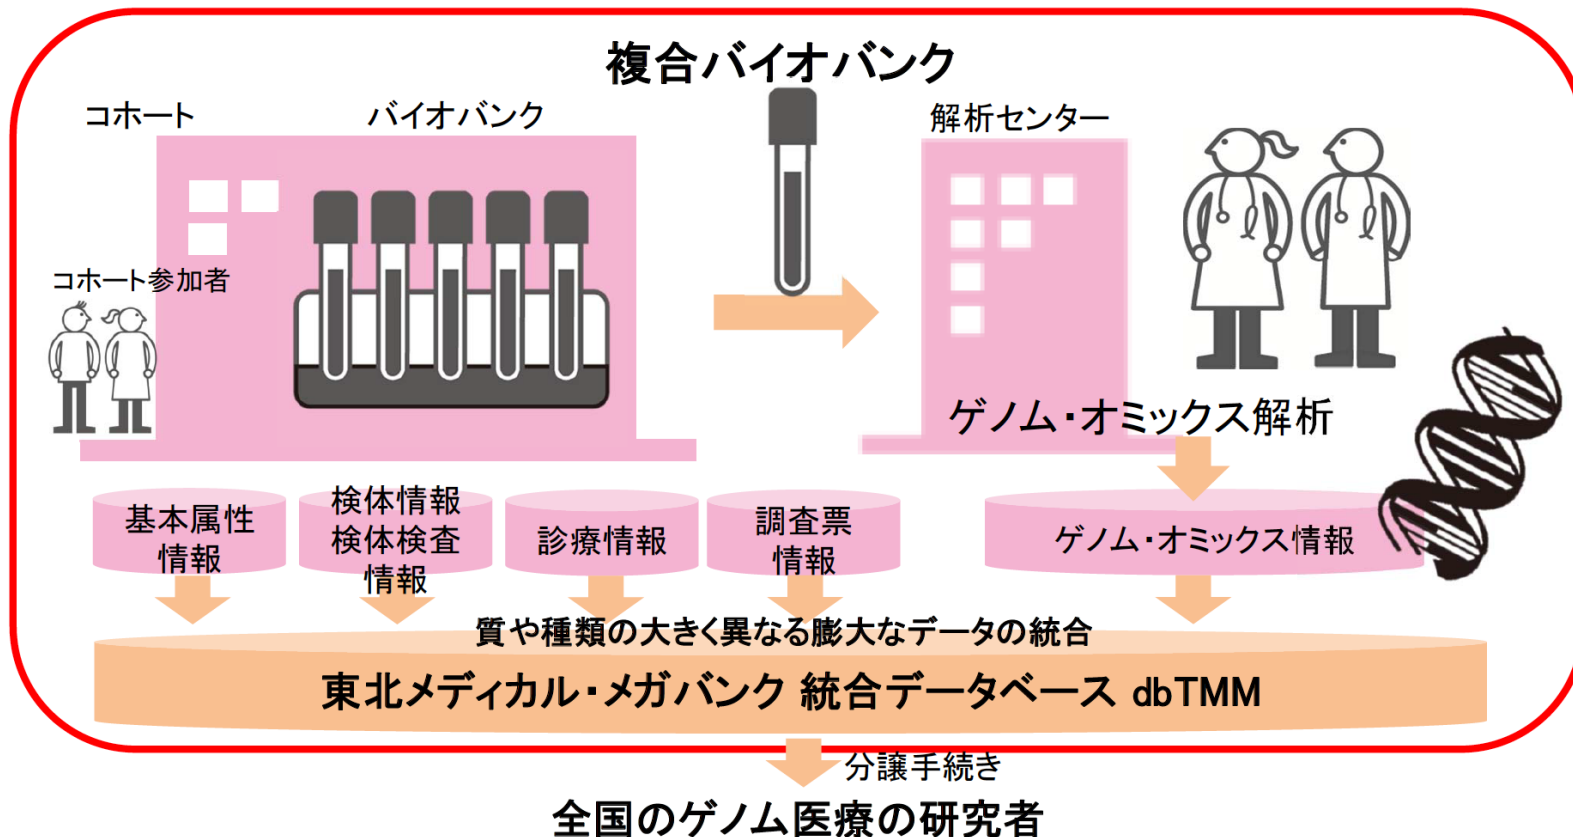 複合バイオバンク
コホート
バイオバンク
解析センター
コホート参加者
ゲノム・オミックス解析
基本属性
情報
検体情報
検体検査
情報
診療情報
調査票
情報
ゲノム・オミックス情報
質や種類の大きく異なる膨大なデータの統合
東北メディカル・メガバンク 統合データベース dbTMM
分譲手続き
全国のゲノム医療の研究者